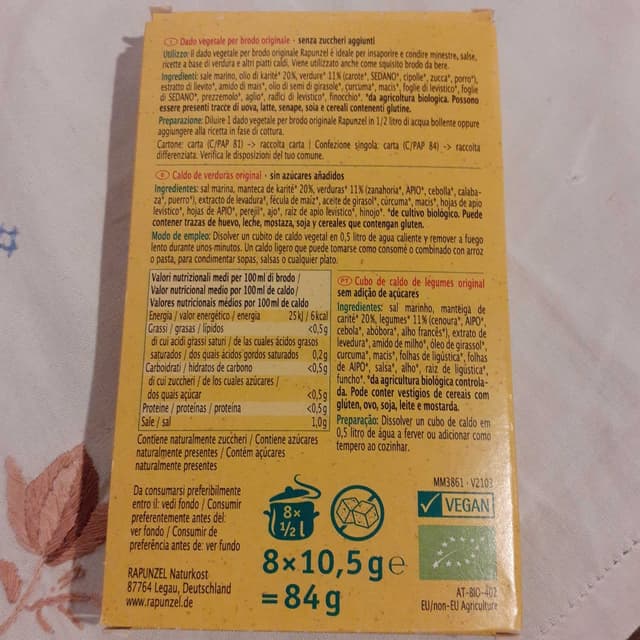 I Dado vegetale per brodo originale · senza zuccheri aggiunti
Utilizzo: il dado vegetale per brodo originale Rapunzel è ideale per insaporire e condire minestre, salse,
ricette a base di verdura e altri piatti caldi. Viene utilizzato anche come squisito brodo da bere.
Ingredienti: sale marino, olio di karité* 20%, verdure* 11% (carote*, SEDANO*, cipolle*, zucca*, porro*),
estratto di lievito*, amido di mais*, olio di semi di girasole*, curcuma*, macis*, foglie di levistico*, foglie
di SEDANO*, prezzemolo*, aglio*, radici di levistico*, finocchio*. *da agricoltura biologica. Possono
essere presenti tracce di uova, latte, senape, soia e cereali contenenti glutine.
Preparazione: Diluire 1 dado vegetale per brodo originale Rapunzel in 1/2 litro di acqua bollente oppure
aggiungere alla ricetta in fase di cottura.
Cartone: carta (C/PAP 81) -> raccolta carta | Confezione singola: carta (C/PAP 84) -> raccolta
differenziata. Verifica le disposizioni del tuo comune.
E Caldo de verduras original · sin azúcares añadidos
Ingredientes: sal marina, manteca de karité* 20%, verduras* 11% (zanahoria*, APIO*, cebolla*, calaba-
za*, puerro*), extracto de levadura*, fécula de maíz*, aceite de girasol*, cúrcuma*, macis*, hojas de apio
levístico*, hojas de APIO*, perejil*, ajo*, raíz de apio levístico*, hinojo*. *de cultivo biológico. Puede
contener trazas de huevo, leche, mostaza, soja y cereales que contengan gluten.
Modo de empleo: Disolver un cubito de caldo vegetal en 0,5 litro de agua caliente y remover a fuego
lento durante unos minutos. Un caldo ligero que puede tomarse como consomé o combinado con arroz
o pasta, para condimentar sopas, salsas o cualquier plato.
Valori nutrizionali medi per 100 ml di brodo /
Valor nutricional medio por 100 ml de caldo /
Valores nutricionais médios por 100 ml de caldo
Energia / valor energético / energia 25 kJ / 6 kcal
Grassi / grasas / lípidos <0,5 g
di cui acidi grassi saturi / de las cuales ácidos grasos
saturados / dos quais ácidos gordos saturados 0,2 g
Carboidrati / hidratos de carbono <0,5 g
di cui zuccheri / de los cuales azúcares /
dos quais açúcar <0,5 g
Proteine / proteínas / proteína <0,5 g
Sale / sal 1,0 g
Contiene naturalmente zuccheri / Contiene azúcares
naturalmente presentes / Contém açúcares
naturalmente presentes
PT Cubo de caldo de legumes original
sem adição de açúcares
Ingredientes: sal marinho, manteiga de
carité* 20%, legumes* 11% (cenoura*, AIPO*,
cebola*, abóbora*, alho francês*), extrato de
levedura*, amido de milho*, óleo de girassol*,
curcuma*, macis*, folhas de ligústica*, folhas
de AIPO*, salsa*, alho*, raiz de ligústica*,
funcho*. *da agricultura biológica controla-
da. Pode conter vestígios de cereais com
glúten, ovo, soja, leite e mostarda.
Preparação: Dissolver um cubo de caldo em
0,5 litro de água a ferver ou adicionar como
tempero ao cozinhar.
Da consumarsi preferibilmente
entro il: vedi fondo / Consumir
preferentemente antes del:
ver fondo / Consumir de
preferência antes de: ver fundo
RAPUNZEL Naturkost
87764 Legau, Deutschland
www.rapunzel.de
8×
1/2 l
8×10,5 g e
=84 g
MM3861 · V2103
VEGAN
AT-BIO-402
EU/non-EU Agriculture